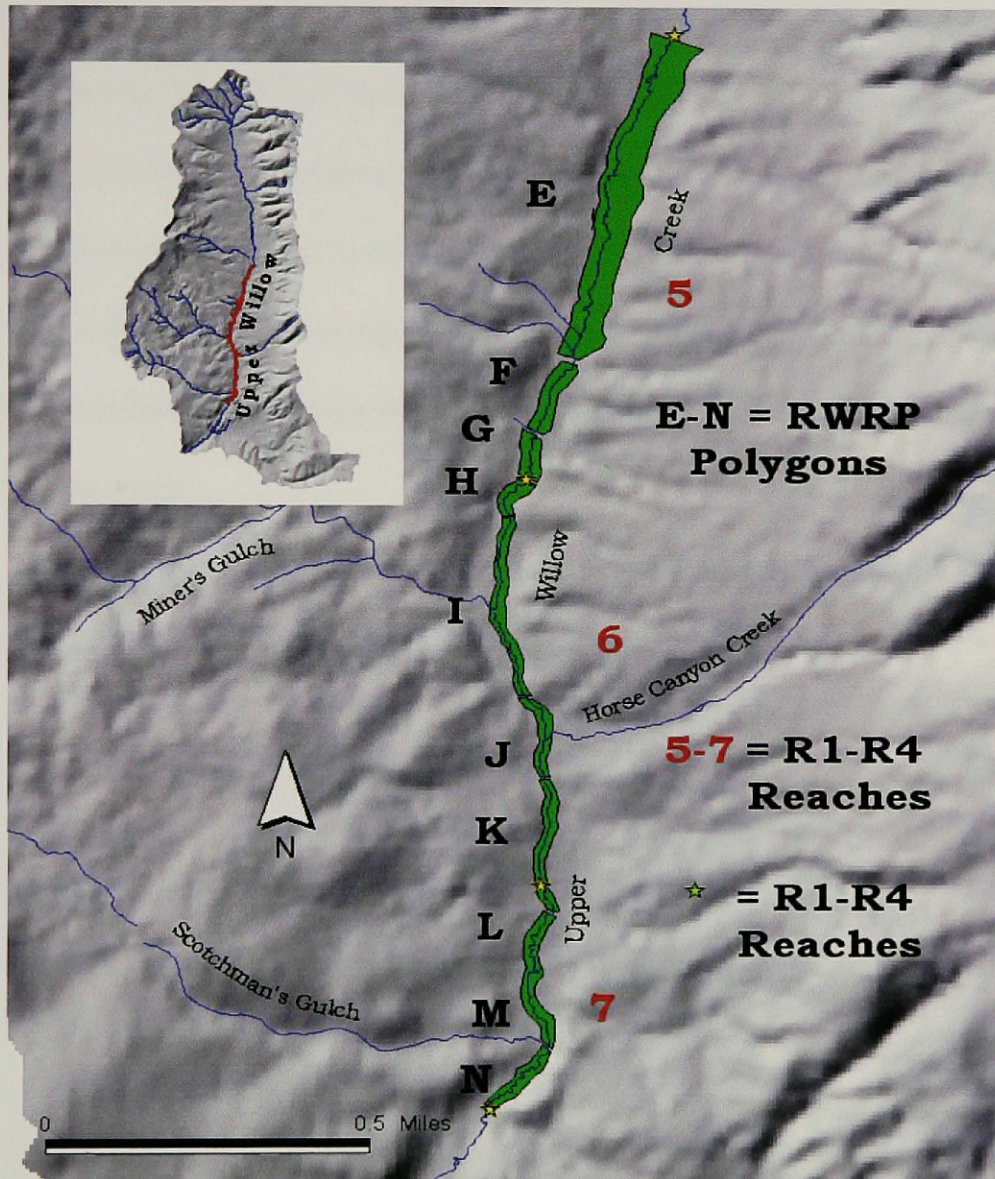 Upper Willow
E
Creek
5
F
G
E-N = RWRP
Polygons
H
Miner's Gulch
Willow
I
6
Horse Canyon Creek
J
5-7 = R1-R4
Reaches
K
N
Upper
= R1-R4
Reaches
L
Scotchman's Gulch
M
7
N
0 0.5 Miles